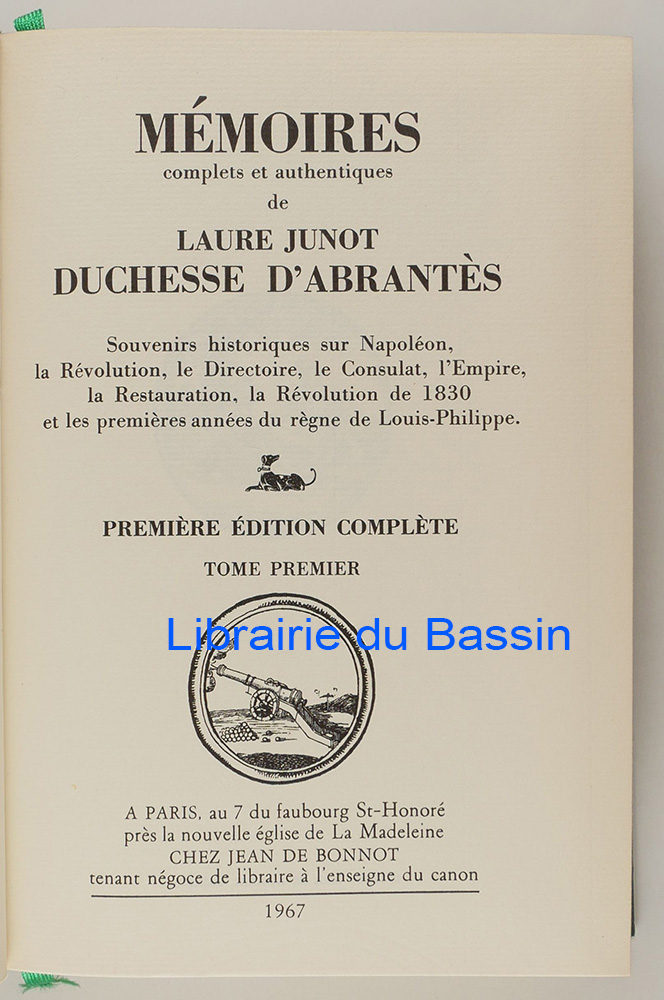 MÉMOIRES
complets et authentiques
de
LAURE JUNOT
DUCHESSE D'ABRANTÈS
Souvenirs historiques sur Napoléon,
la Révolution, le Directoire, le Consulat, l'Empire,
la Restauration, la Révolution de 1830
et les premières années du règne de Louis-Philippe.
PREMIÈRE ÉDITION COMPLÈTE
TOME PREMIER
Librairie du Bassin
A PARIS, au 7 du faubourg St-Honoré
près la nouvelle église de La Madeleine
CHEZ JEAN DE BONNOT
tenant négoce de libraire à l'enseigne du canon
1967